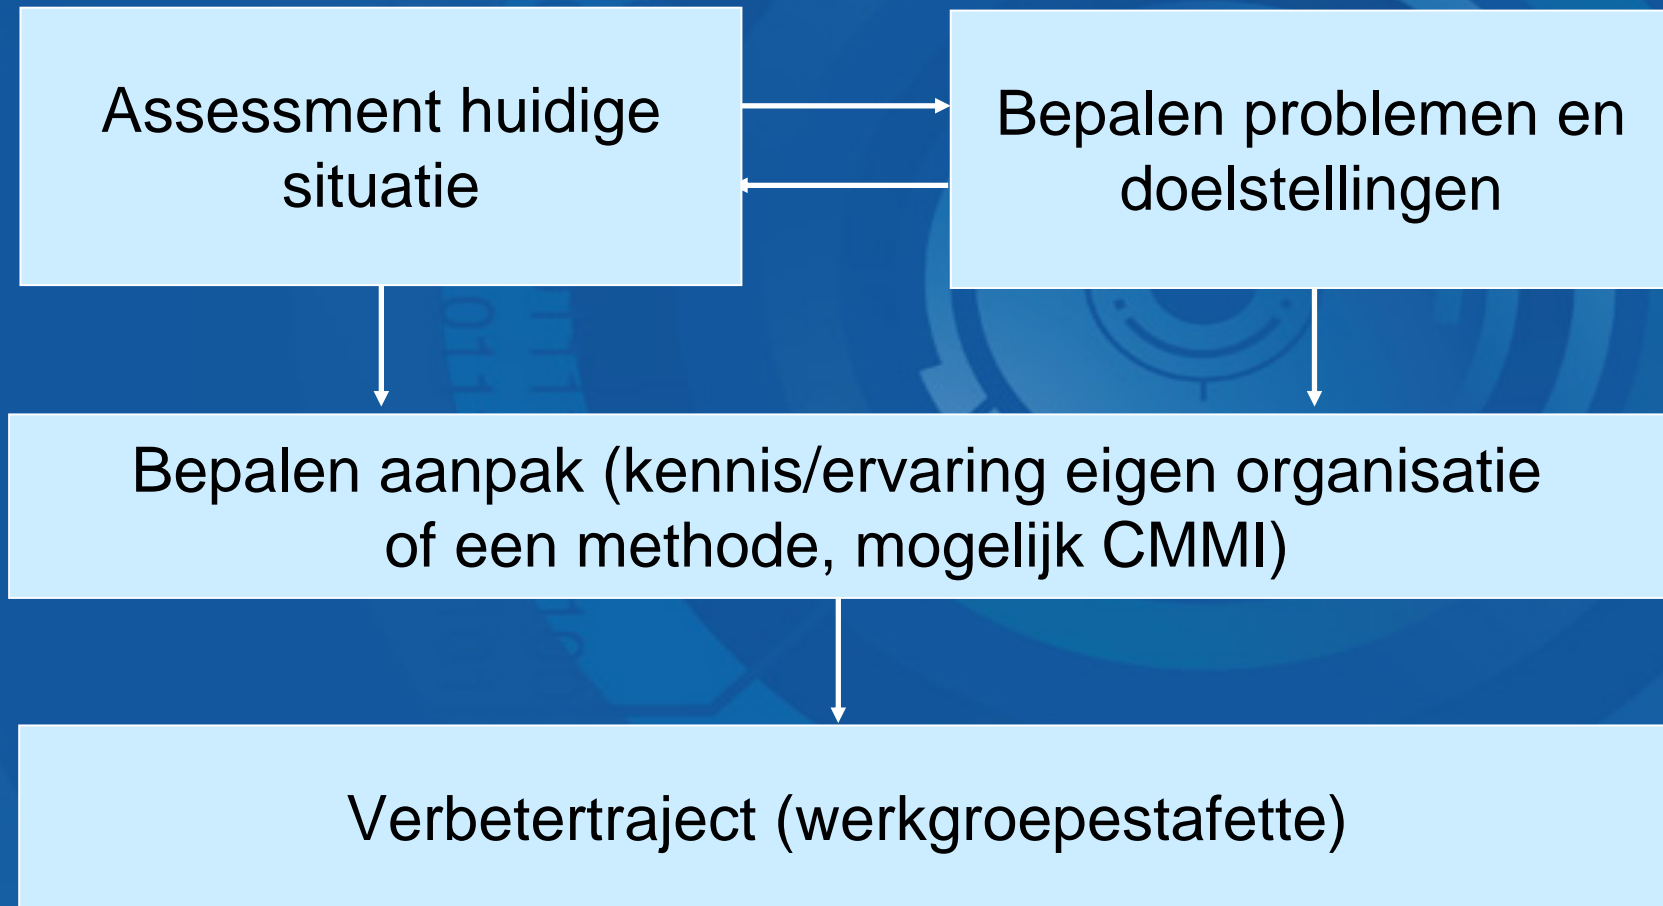 Assessment huidige
situatie
Bepalen problemen en
doelstellingen
Bepalen aanpak (kennis/ervaring eigen organisatie
of een methode, mogelijk CMMI)
Verbetertraject (werkgroepestafette)